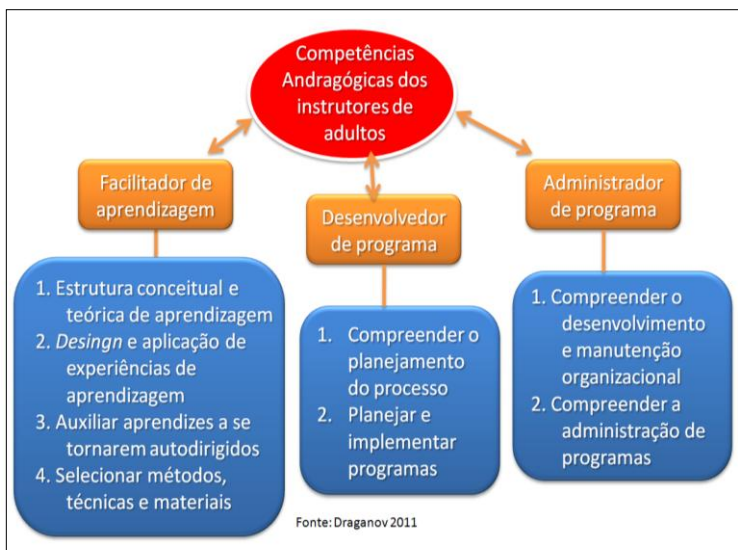 Competências
Andragógicas dos
instrutores de
adultos
Facilitador de
aprendizagem
Desenvolvedor
de programa
Administrador
de programa
1. Estrutura conceitual e
teórica de aprendizagem
2. Desingn e aplicação de
experiências de
aprendizagem
3. Auxiliar aprendizes a se
tornarem autodirigidos
4. Selecionar métodos,
técnicas e materiais
1. Compreender o
planejamento
do processo
2. Planejar e
implementar
programas
1. Compreender o
desenvolvimento
e manutenção
organizacional
2. Compreender a
administração de
programas
Fonte: Draganov 2011